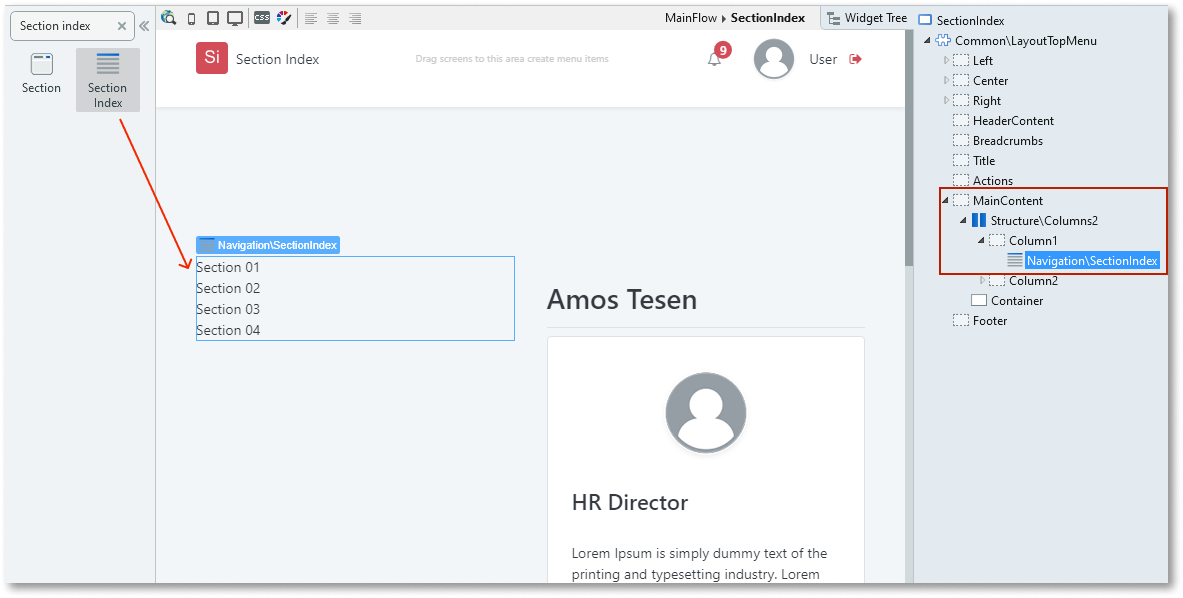 Section index
Section
Section
Index
CSS
MainFlow
SectionIndex
Widget Tree
Si
Section Index
Drag screens to this area create menu items
9
User
Navigation\SectionIndex
Section 01
Section 02
Section 03
Section 04
Amos Tesen
HR Director
Lorem Ipsum is simply dummy text of the
printing and typesetting industry. Lorem
SectionIndex
Common\LayoutTopMenu
Left
Center
Right
HeaderContent
Breadcrumbs
Title
Actions
MainContent
Structure\Columns2
Column1
Navigation\SectionIndex
Column2
Container
Footer